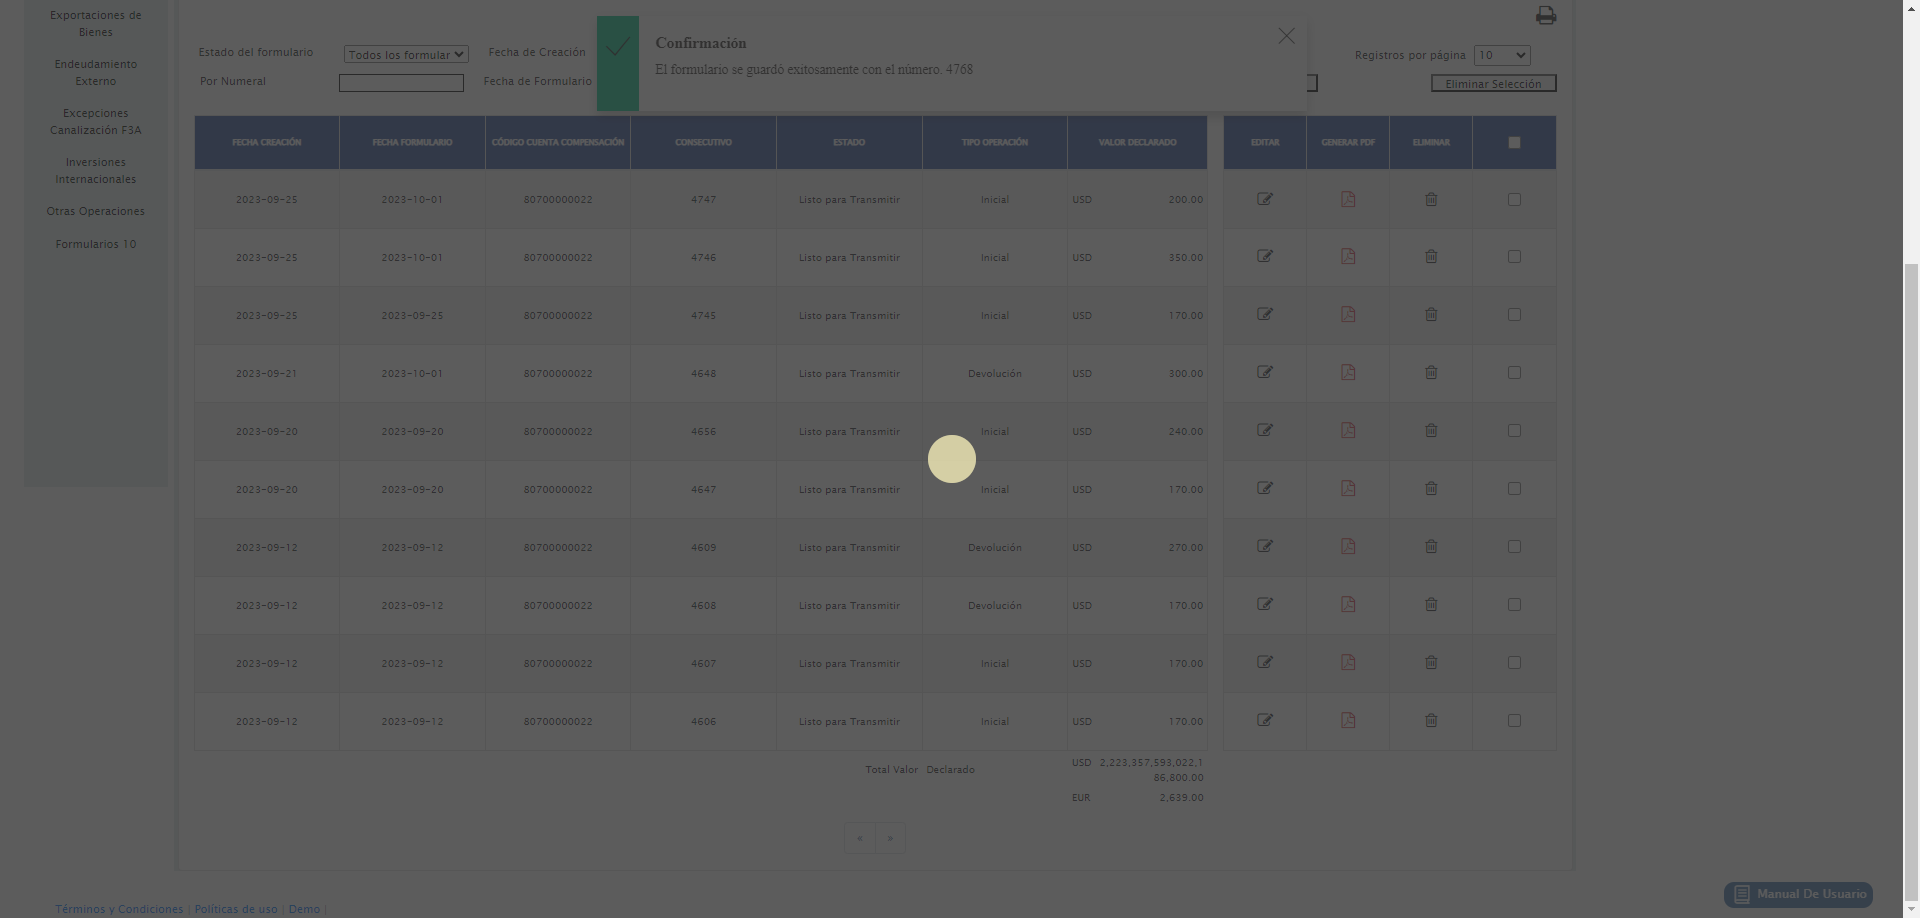 Exportaciones de
Bienes
Endeudamiento
Externo
Excepciones
Canalización F3A
Inversiones
Internacionales
Otras Operaciones
Formularios 10
Confirmación
El formulario se guardó exitosamente con el número. 4768
Estado del formulario Todos los formular Fecha de Creación Registros por página 10
Por Numeral Fecha de Formulario Eliminar Selección
FECHA CREACIÓN FECHA FORMULARIO CÓDIGO CUENTA COMPENSACIÓN CONSECUTIVO ESTADO TIPO OPERACIÓN VALOR DECLARADO EDITAR GENERAR PDF ELIMINAR
2023-09-25 2023-10-01 80700000022 4747 Listo para Transmitir Inicial USD 200.00
2023-09-25 2023-10-01 80700000022 4746 Listo para Transmitir Inicial USD 350.00
2023-09-25 2023-09-25 80700000022 4745 Listo para Transmitir Inicial USD 170.00
2023-09-21 2023-10-01 80700000022 4648 Listo para Transmitir Devolución USD 300.00
2023-09-20 2023-09-20 80700000022 4656 Listo para Transmitir Inicial USD 240.00
2023-09-20 2023-09-20 80700000022 4647 Listo para Transmitir Inicial USD 170.00
2023-09-12 2023-09-12 80700000022 4609 Listo para Transmitir Devolución USD 270.00
2023-09-12 2023-09-12 80700000022 4608 Listo para Transmitir Devolución USD 170.00
2023-09-12 2023-09-12 80700000022 4607 Listo para Transmitir Inicial USD 170.00
2023-09-12 2023-09-12 80700000022 4606 Listo para Transmitir Inicial USD 170.00
Total Valor Declarado USD 2,223,357,593,022,1
86,800.00
EUR 2,639.00
« »
Manual De Usuario
Términos y Condiciones | Políticas de uso | Demo |